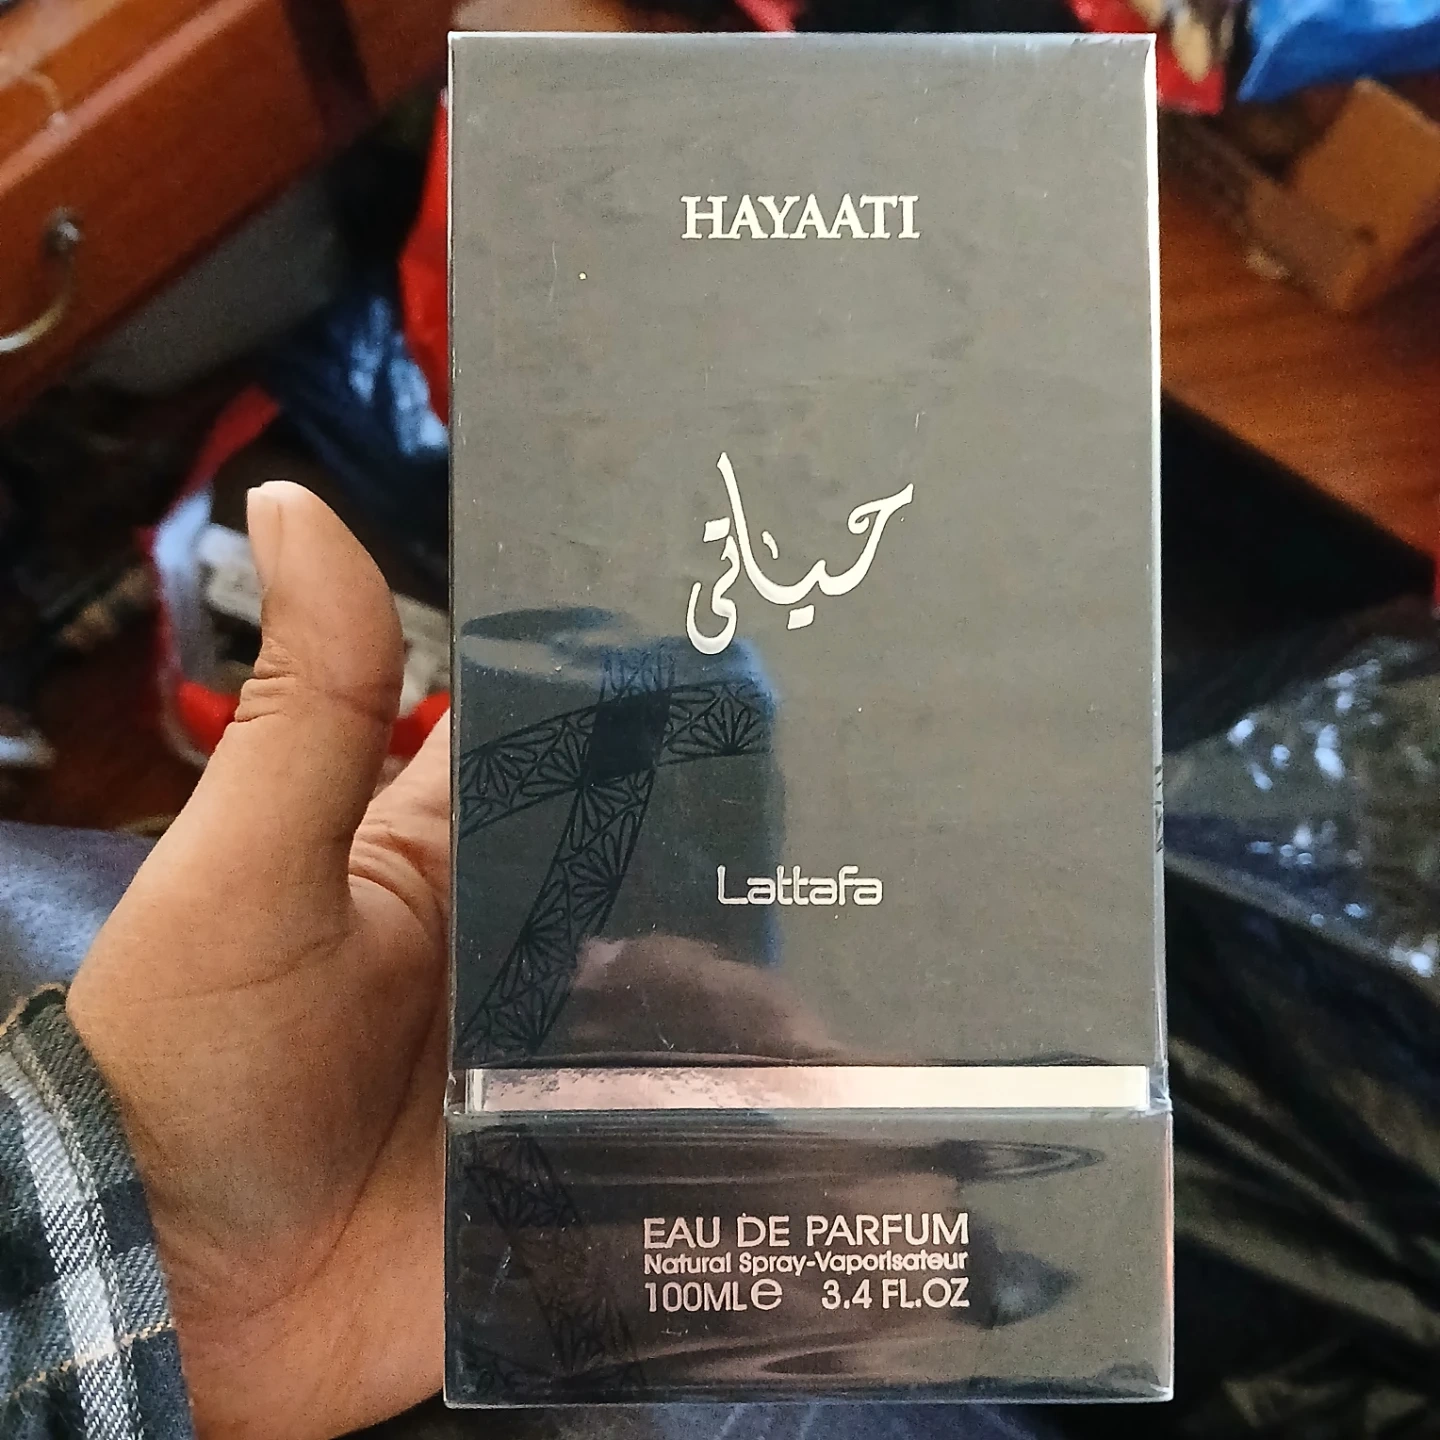 HAYAATI
حياتي
Lattafa
EAU DE PARFUM
Natural Spray-Vaporisateur
100ML e 3.4 FL.OZ